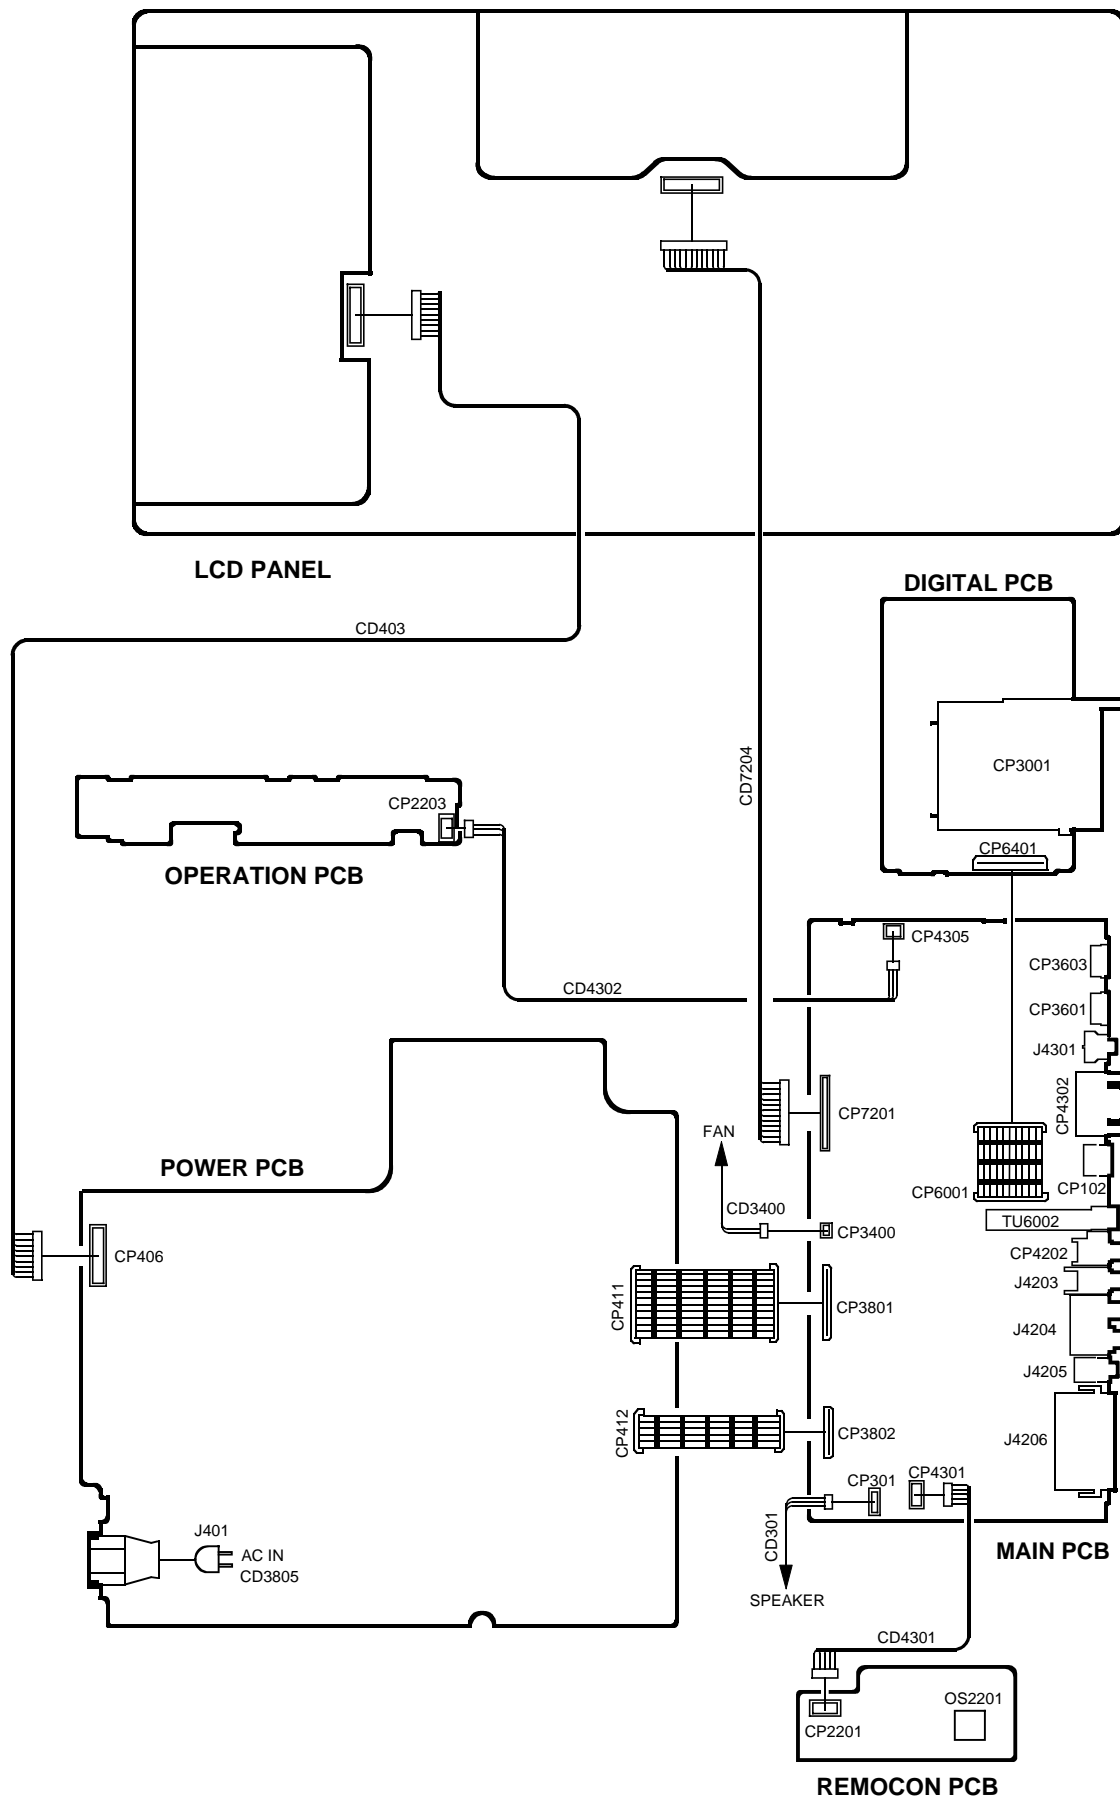 LCD PANEL
DIGITAL PCB
CD403
CD7204
CP3001
CP2203
CP6401
OPERATION PCB
CP4305
CP3603
CD4302
CP3601
J4301
CP4302
CP7201
FAN
POWER PCB
CP102
CP6001
CD3400
TU6002
CP3400
CP406
CP4202
J4203
CP411
CP3801
J4204
J4205
CP412
CP3802
J4206
CP301
CP4301
CD301
J401
AC IN
CD3805
MAIN PCB
SPEAKER
CD4301
OS2201
CP2201
REMOCON PCB